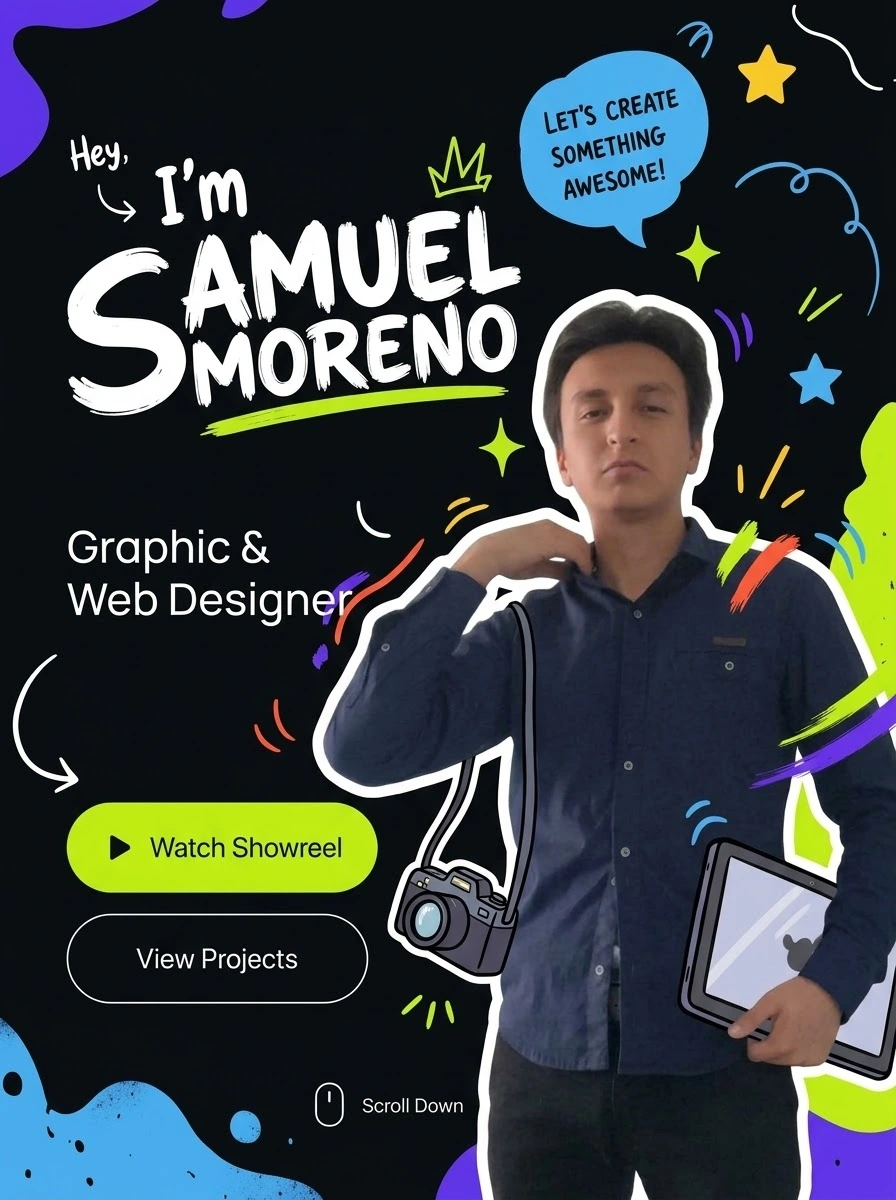 Hey,
I'm
SAMUEL
MORENO
LET'S CREATE
SOMETHING
AWESOME!
Graphic &
Web Designer
Watch Showreel
View Projects
Scroll Down